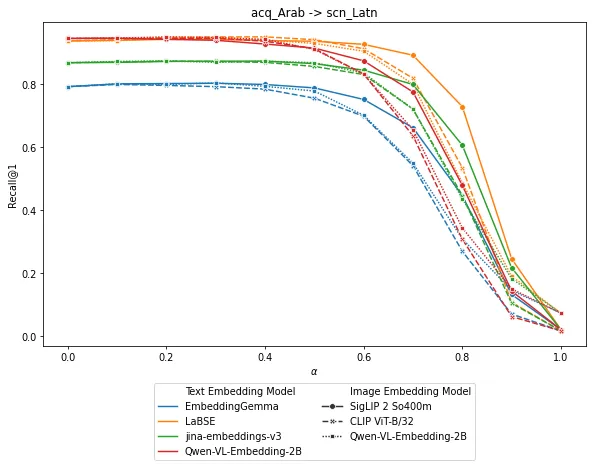 acq_Arab -> scn_Latn
Recall@1
0.8
0.6
0.4
0.2
0.0
0.0 0.2 0.4 0.6 0.8 1.0
α
Text Embedding Model
EmbeddingGemma
LaBSE
jina-embeddings-v3
Qwen-VL-Embedding-2B
Image Embedding Model
SigLIP 2 So400m
CLIP ViT-B/32
Qwen-VL-Embedding-2B